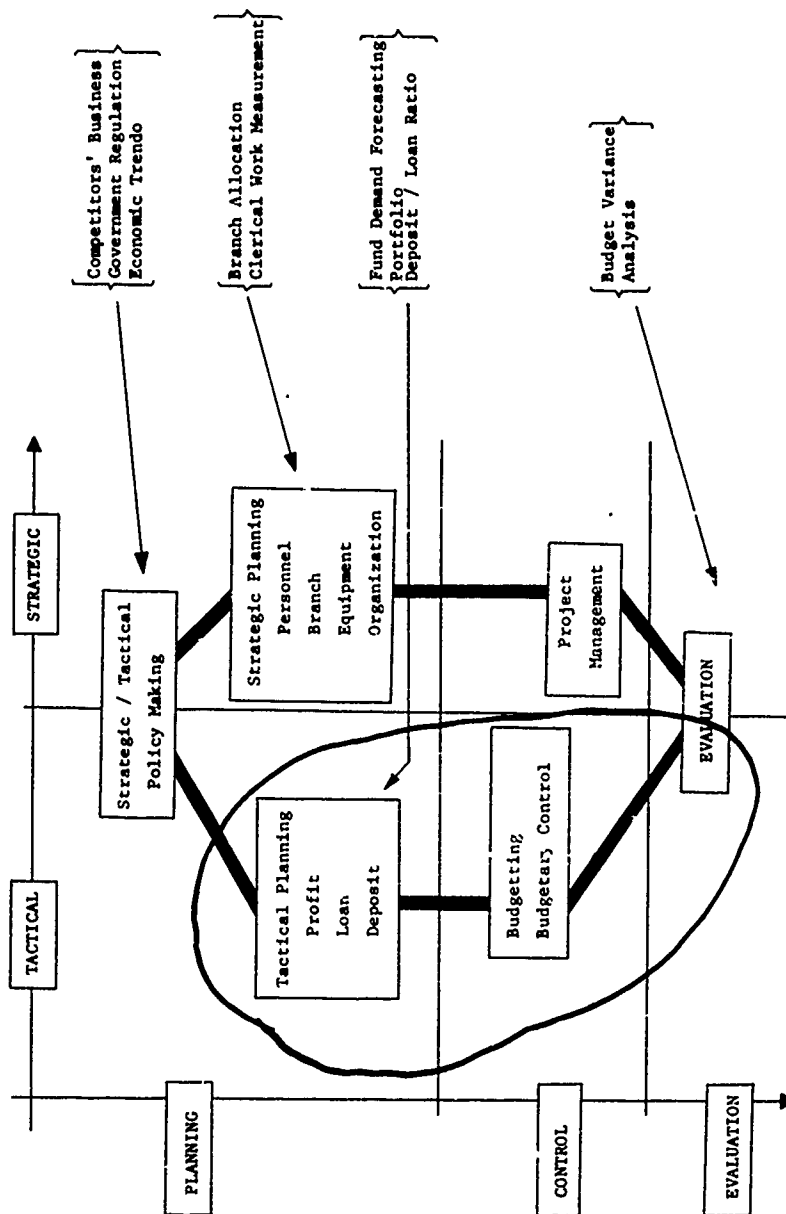 TACTICAL
STRATEGIC
PLANNING
CONTROL
EVALUATION
Strategic / Tactical
Policy Making
Tactical Planning
Profit
Loan
Deposit
Strategic Planning
Personnel
Branch
Equipment
Organization
Budgetting
Budgetary Control
Project
Management
EVALUATION
Competitors' Business
Government Regulation
Economic Trendo
Branch Allocation
Clerical Work Measurement
Fund Demand Forecasting
Portfolio
Deposit / Loan Ratio
Budget Variance
Analysis